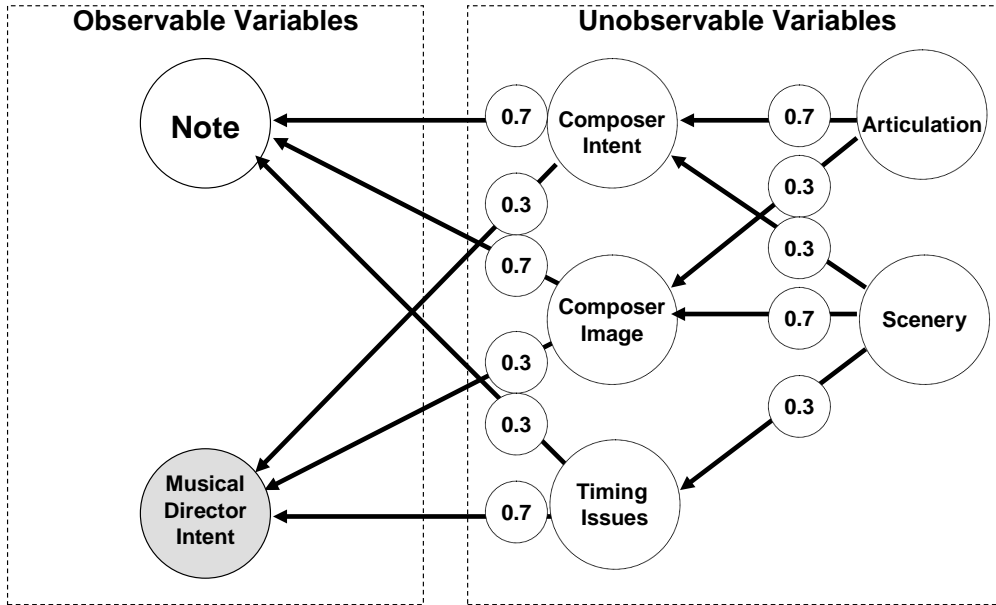 Observable Variables
Unobservable Variables
Note
0.7
Composer
Intent
0.7
Articulation
0.3
0.3
0.7
0.3
Composer
Image
0.7
Scenery
0.3
0.3
0.3
Musical
Director
Intent
0.7
Timing
Issues